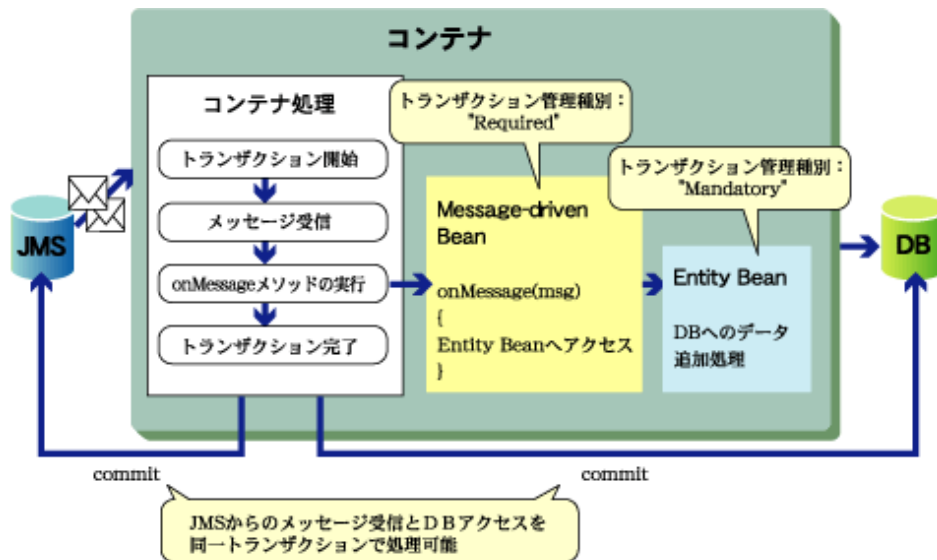 コンテナ
コンテナ処理
トランザクション開始
メッセージ受信
onMessageメソッドの実行
トランザクション完了
トランザクション管理種別：
"Required"
トランザクション管理種別：
"Mandatory"
JMS
Message-driven
Bean
onMessage(msg)
{
Entity Beanへアクセス
}
Entity Bean
DBへのデータ
追加処理
DB
commit
commit
JMSからのメッセージ受信とＤＢアクセスを
同一トランザクションで処理可能